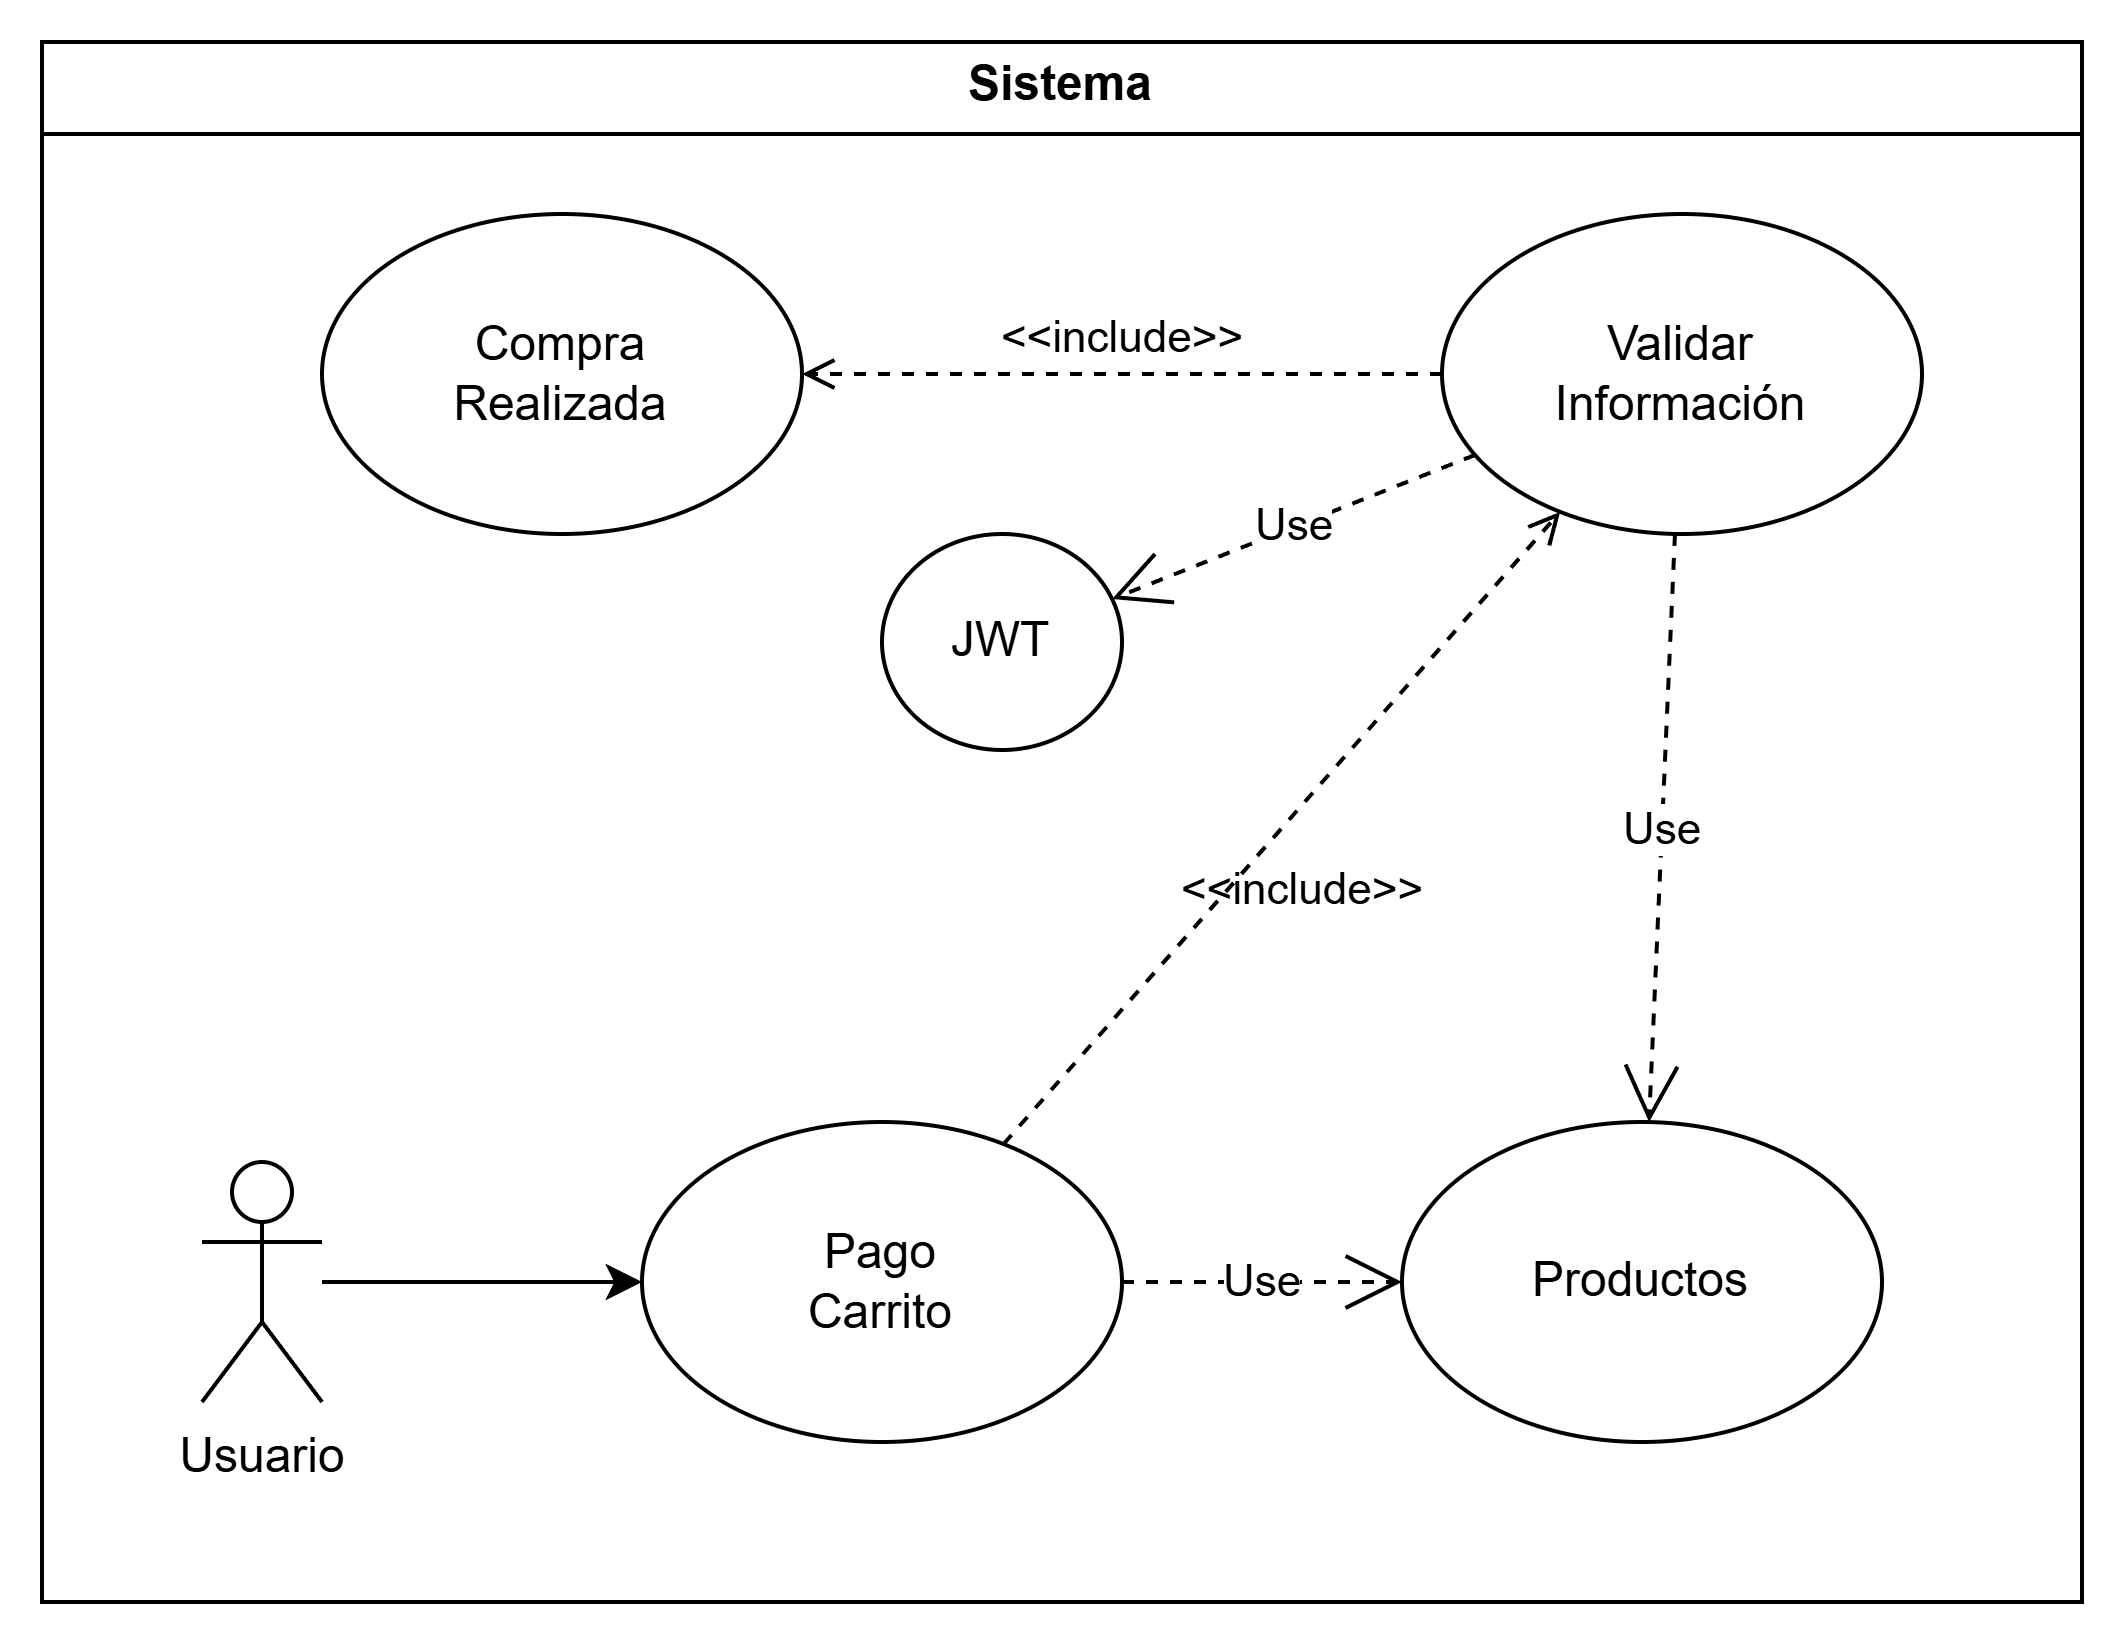 Sistema
Compra
Realizada
<<include>>
Validar
Información
Use
JWT
Use
<<include>>
Pago
Carrito
Use
Productos
Usuario